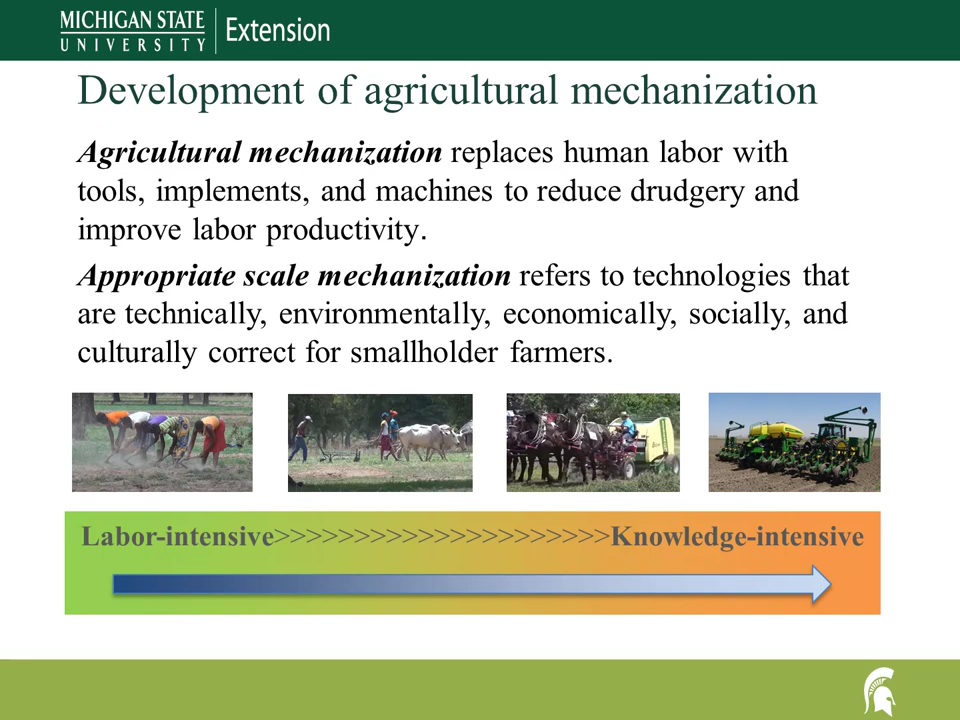 MICHIGAN STATE
UNIVERSITY
Extension
Development of agricultural mechanization
Agricultural mechanization replaces human labor with
tools, implements, and machines to reduce drudgery and
improve labor productivity.
Appropriate scale mechanization refers to technologies that
are technically, environmentally, economically, socially, and
culturally correct for smallholder farmers.
Labor-intensive>>>>>>>>>>>>>>>>>>>>>Knowledge-intensive